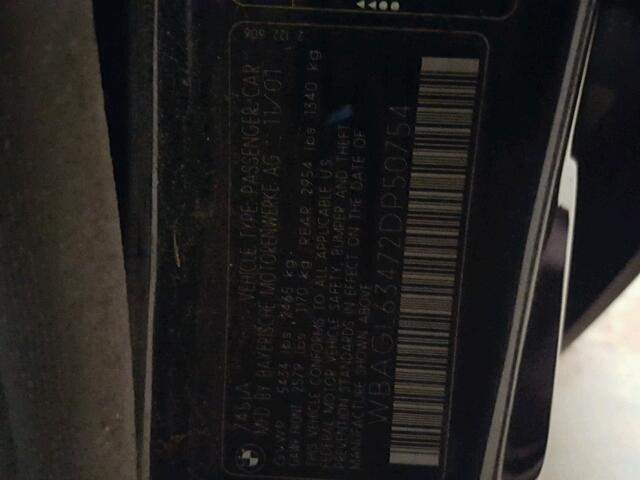 745iA VEHICLE TYPE: PASSENGER CAR
MFD BY BAYERISCHE MOTORENWERKE AG 11/01
GVWR 5434 lbs 2465 kg
GAWR FRONT 2579 lbs 1170 kg REAR 2954 lbs 1340 kg
THIS VEHICLE CONFORMS TO ALL APPLICABLE U.S.
FEDERAL MOTOR VEHICLE SAFETY, BUMPER AND THEFT
PREVENTION STANDARDS IN EFFECT ON THE DATE OF
MANUFACTURE SHOWN ABOVE
WBAGL63472DP50754